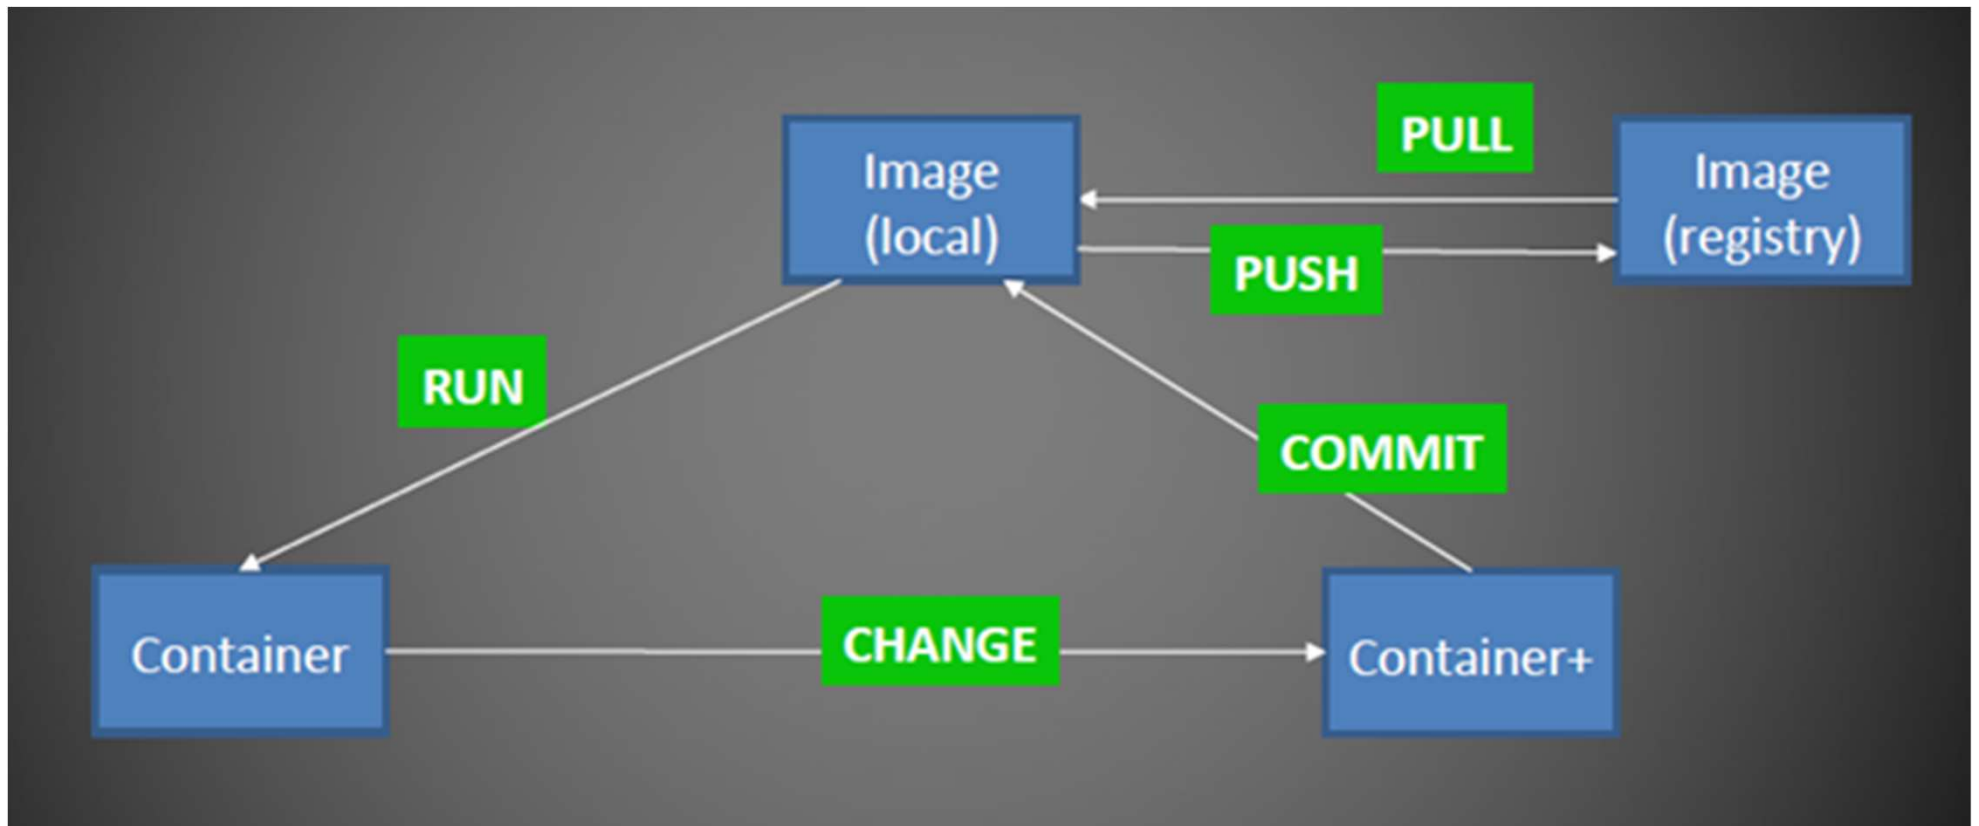 PULL
Image
(local)
Image
(registry)
PUSH
RUN
COMMIT
CHANGE
Container
Container+